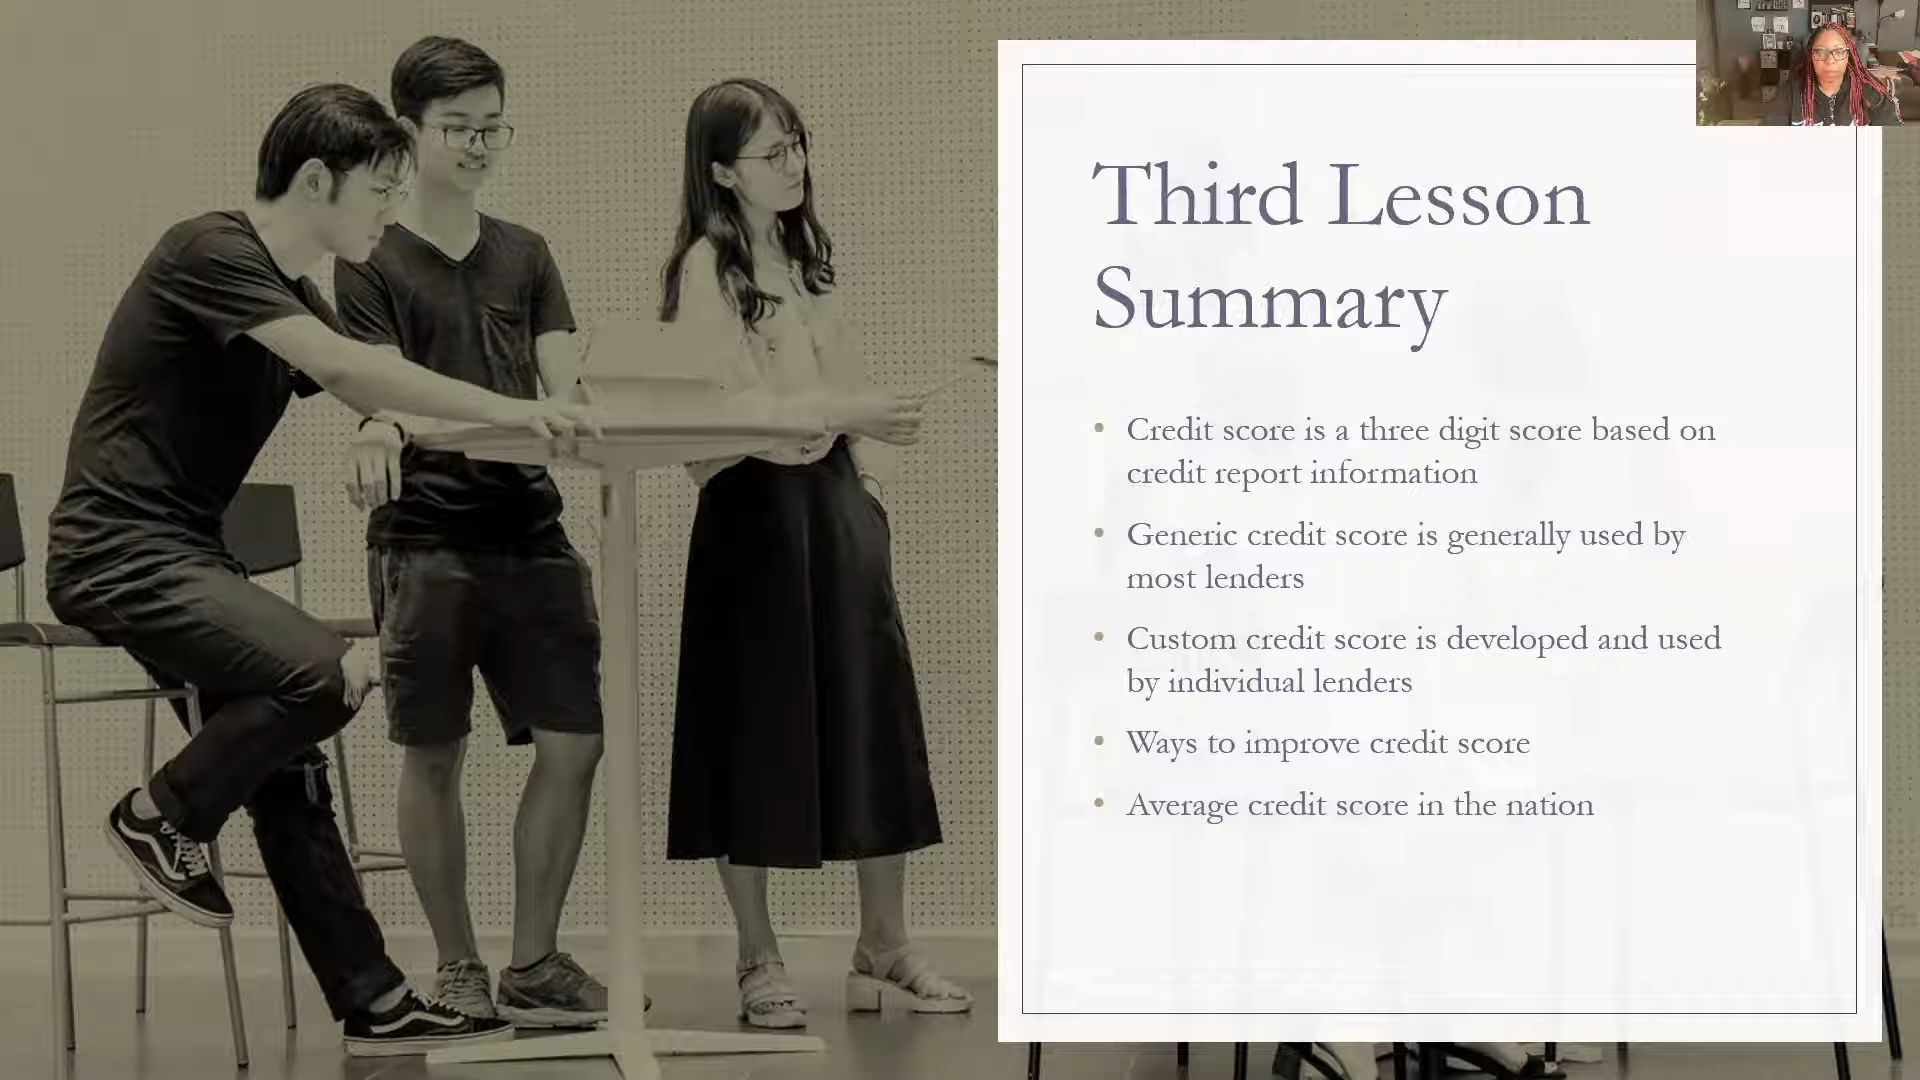 Third Lesson
Summary
• Credit score is a three digit score based on
credit report information
• Generic credit score is generally used by
most lenders
• Custom credit score is developed and used
by individual lenders
• Ways to improve credit score
• Average credit score in the nation